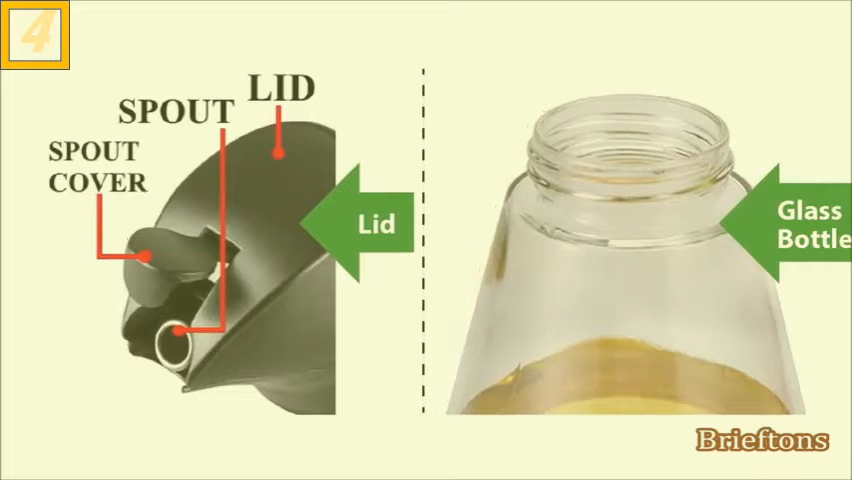 4
LID
SPOUT
SPOUT
COVER
Lid
Glass
Bottle
Brieftons